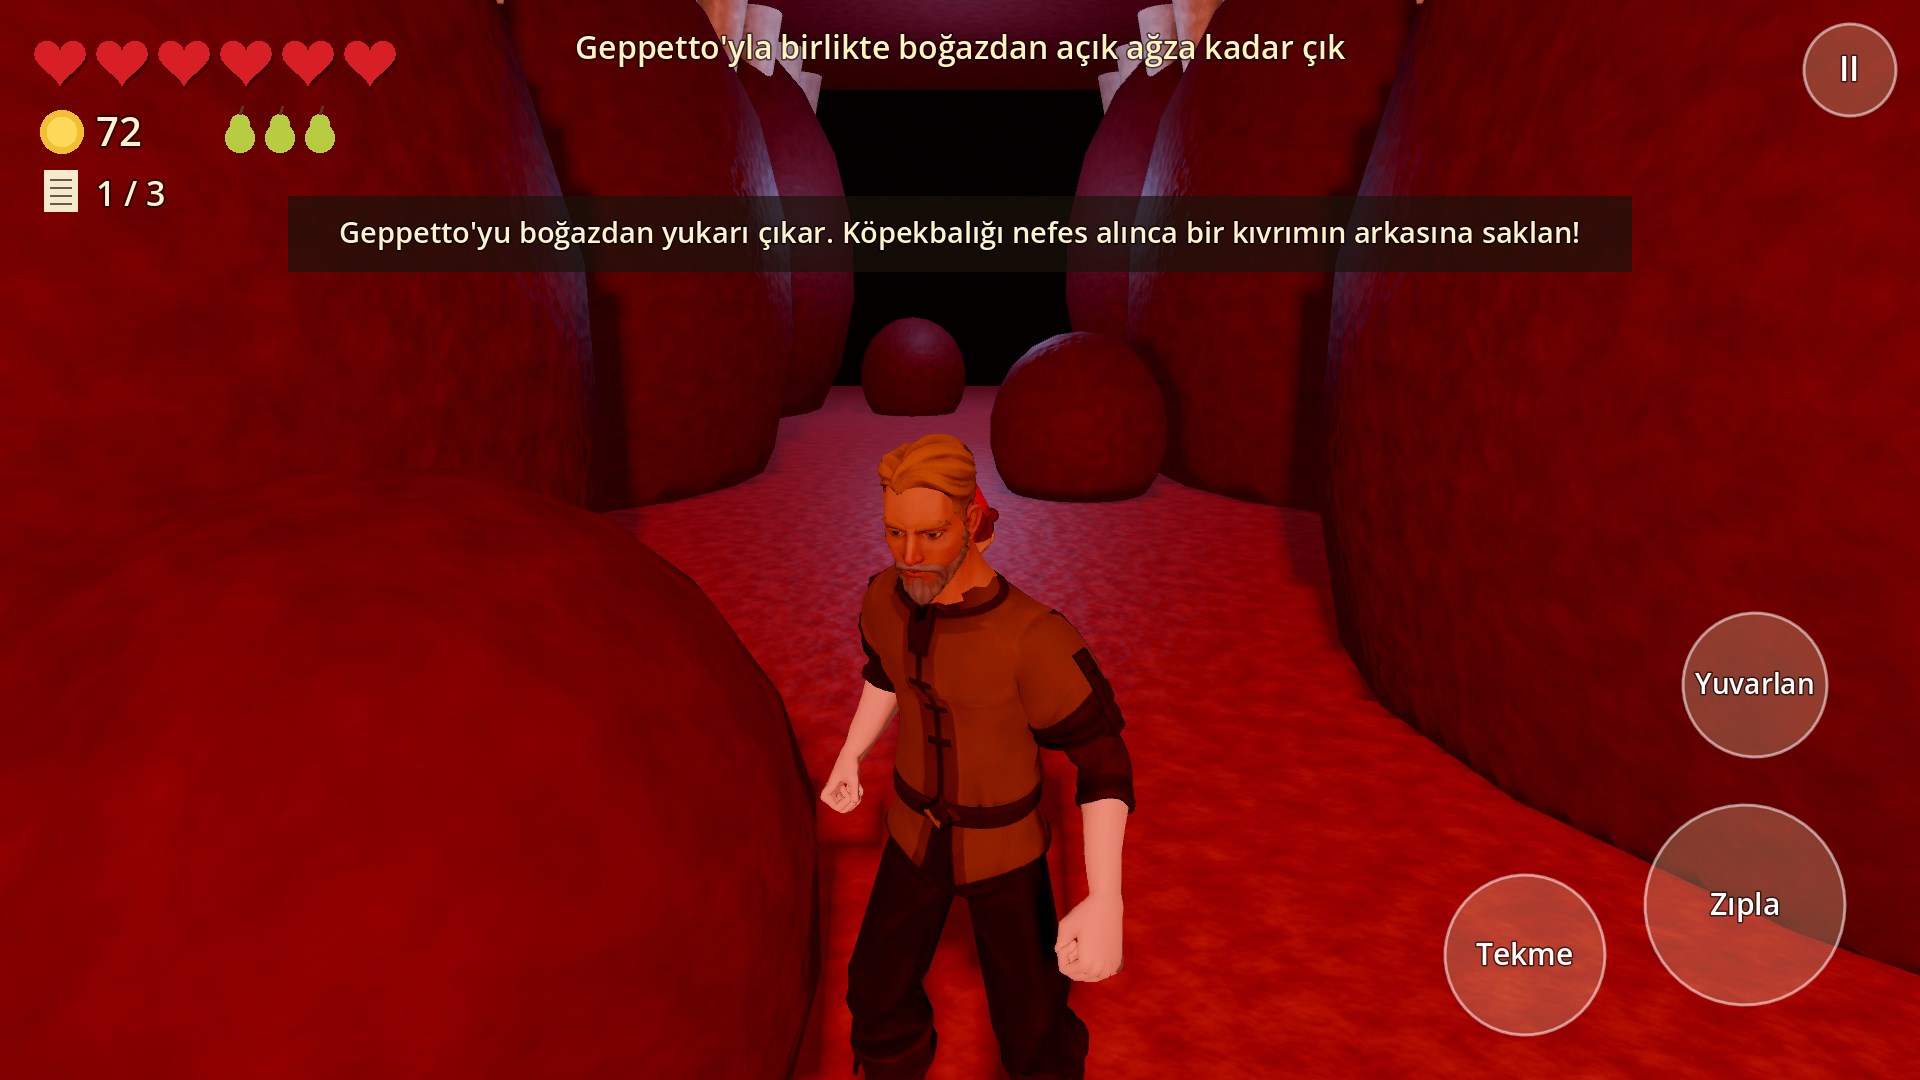 Geppetto'yla birlikte boğazdan açık ağza kadar çık
72
1 / 3
Geppetto'yu boğazdan yukarı çıkar. Köpekbalığı nefes alınca bir kıvrımın arkasına saklan!
Yuvarlan
Zıpla
Tekme